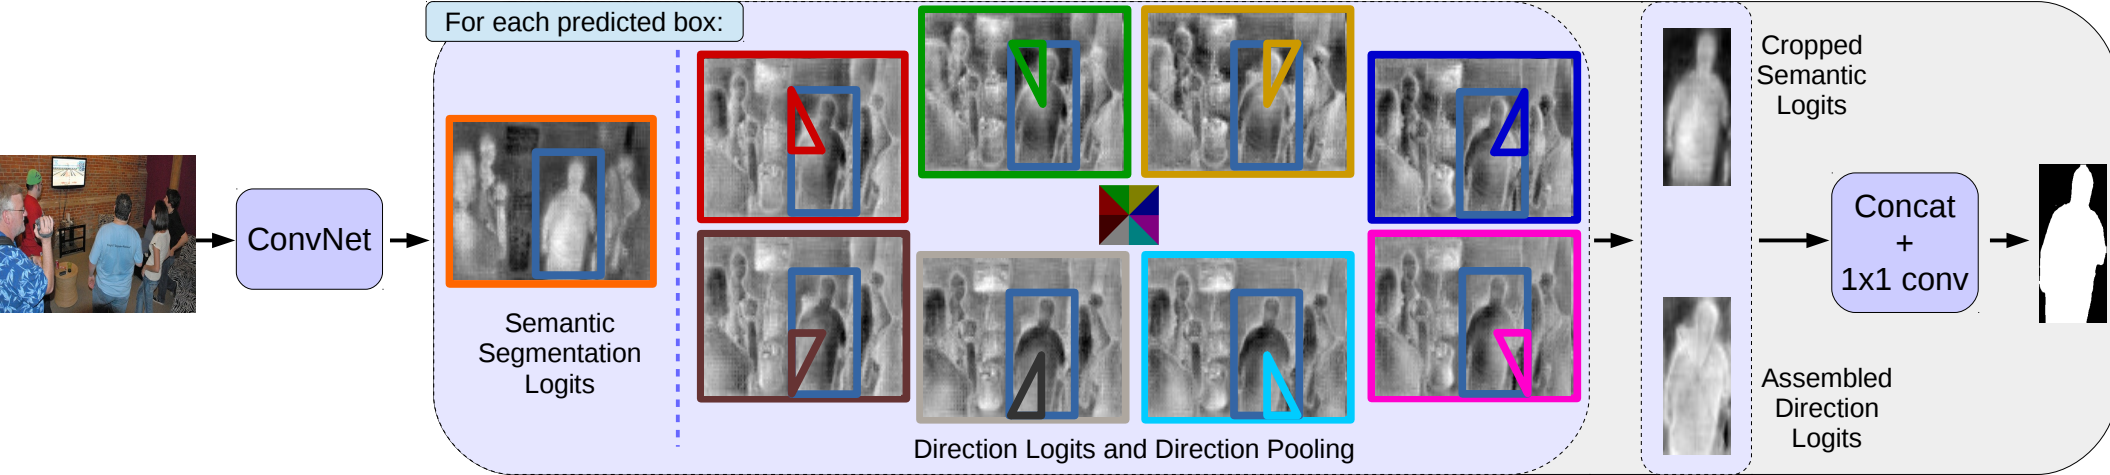 For each predicted box:
ConvNet
Semantic
Segmentation
Logits
Direction Logits and Direction Pooling
Cropped
Semantic
Logits
Assembled
Direction
Logits
Concat
+
1x1 conv